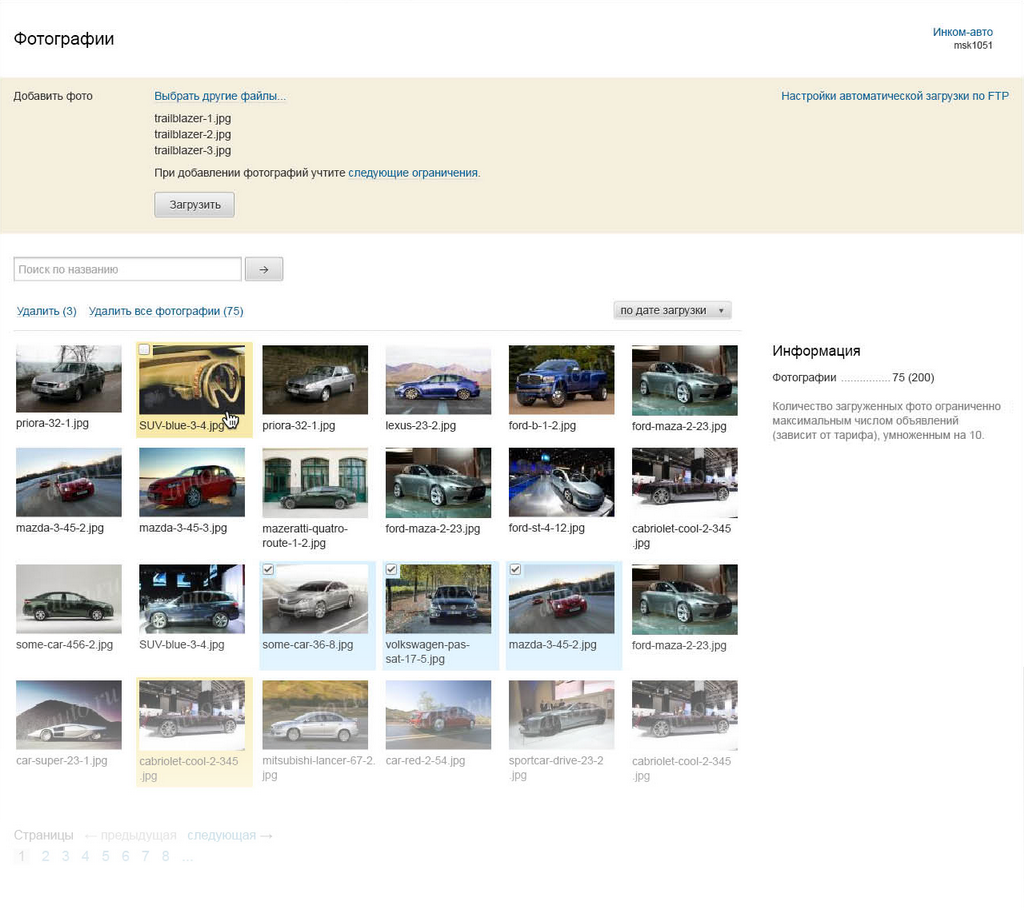 Фотографии
Инком-авто
msk1051
Добавить фото
Выбрать другие файлы...
Настройки автоматической загрузки по FTP
trailblazer-1.jpg
trailblazer-2.jpg
trailblazer-3.jpg
При добавлении фотографий учтите следующие ограничения.
Загрузить
Поиск по названию
→
Удалить (3) Удалить все фотографии (75)
по дате загрузки
Информация
Фотографии ................ 75 (200)
Количество загруженных фото ограниченно
максимальным числом объявлений
(зависит от тарифа), умноженным на 10.
priora-32-1.jpg
SUV-blue-3-4.jpg
priora-32-1.jpg
lexus-23-2.jpg
ford-b-1-2.jpg
ford-maza-2-23.jpg
mazda-3-45-2.jpg
mazda-3-45-3.jpg
mazeratti-quatro-
route-1-2.jpg
ford-maza-2-23.jpg
ford-st-4-12.jpg
cabriolet-cool-2-345
.jpg
some-car-456-2.jpg
SUV-blue-3-4.jpg
some-car-36-8.jpg
volkswagen-pas-
sat-17-5.jpg
mazda-3-45-2.jpg
ford-maza-2-23.jpg
car-super-23-1.jpg
cabriolet-cool-2-345
.jpg
mitsubishi-lancer-67-2.
jpg
car-red-2-54.jpg
sportcar-drive-23-2
.jpg
cabriolet-cool-2-345
.jpg
Страницы ← предыдущая следующая →
1 2 3 4 5 6 7 8 ...